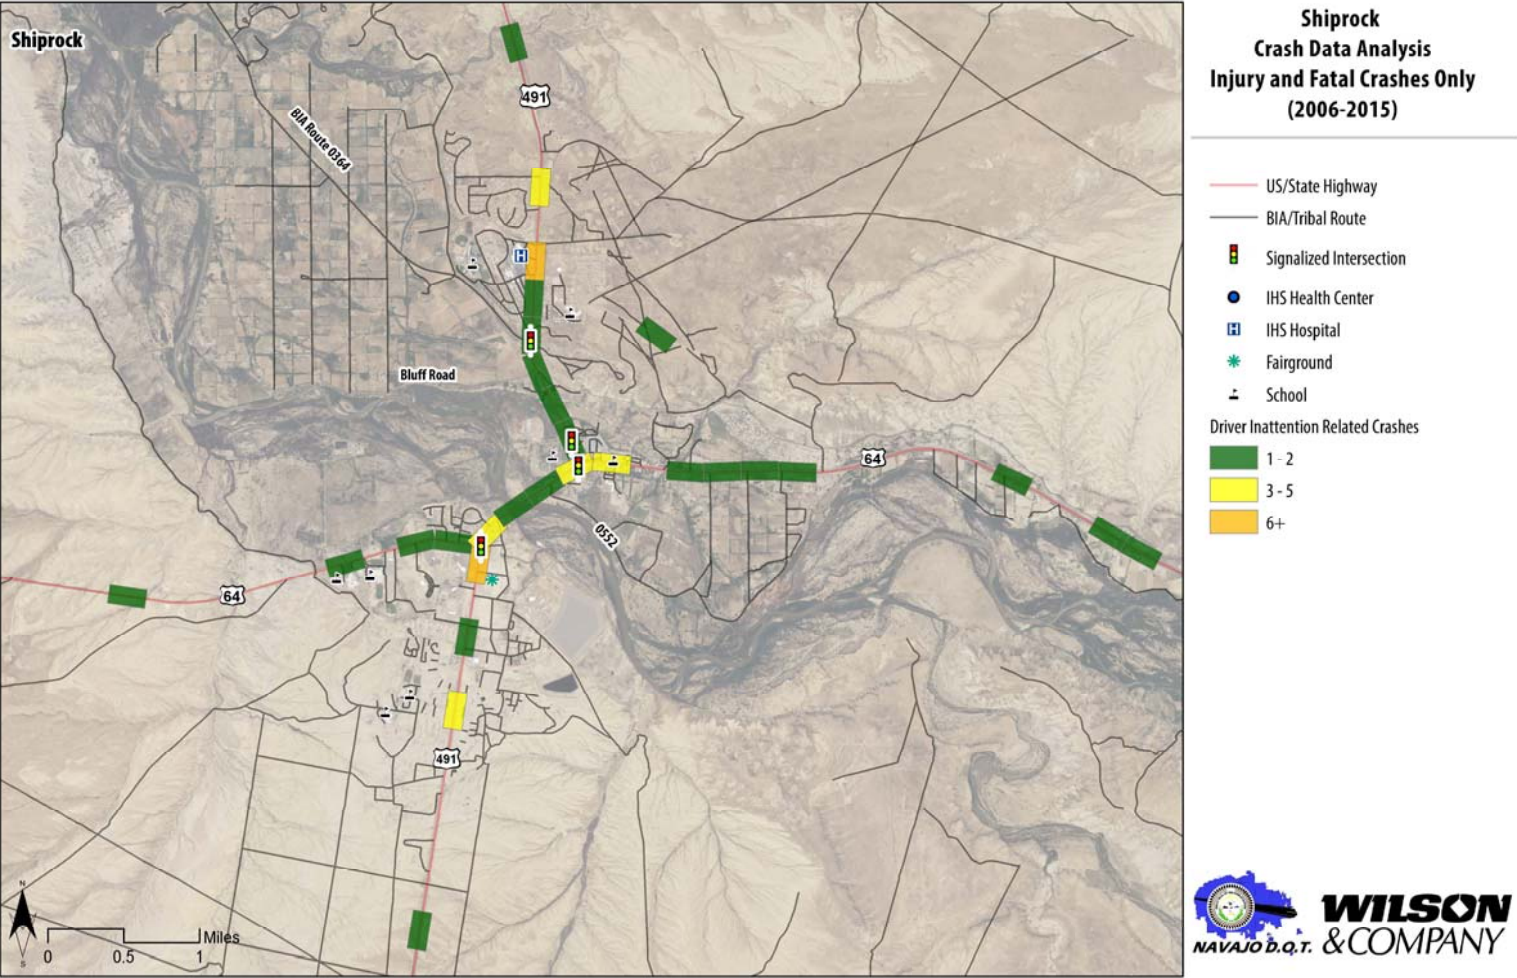 Shiprock
491
BIA Route 0364
Bluff Road
64
0552
64
491
N
S
Miles
0
0.5
1
Shiprock
Crash Data Analysis
Injury and Fatal Crashes Only
(2006-2015)
US/State Highway
BIA/Tribal Route
Signalized Intersection
IHS Health Center
H IHS Hospital
Fairground
School
Driver Inattention Related Crashes
1 - 2
3 - 5
6+
NAVAJO D.O.T.
WILSON
&COMPANY